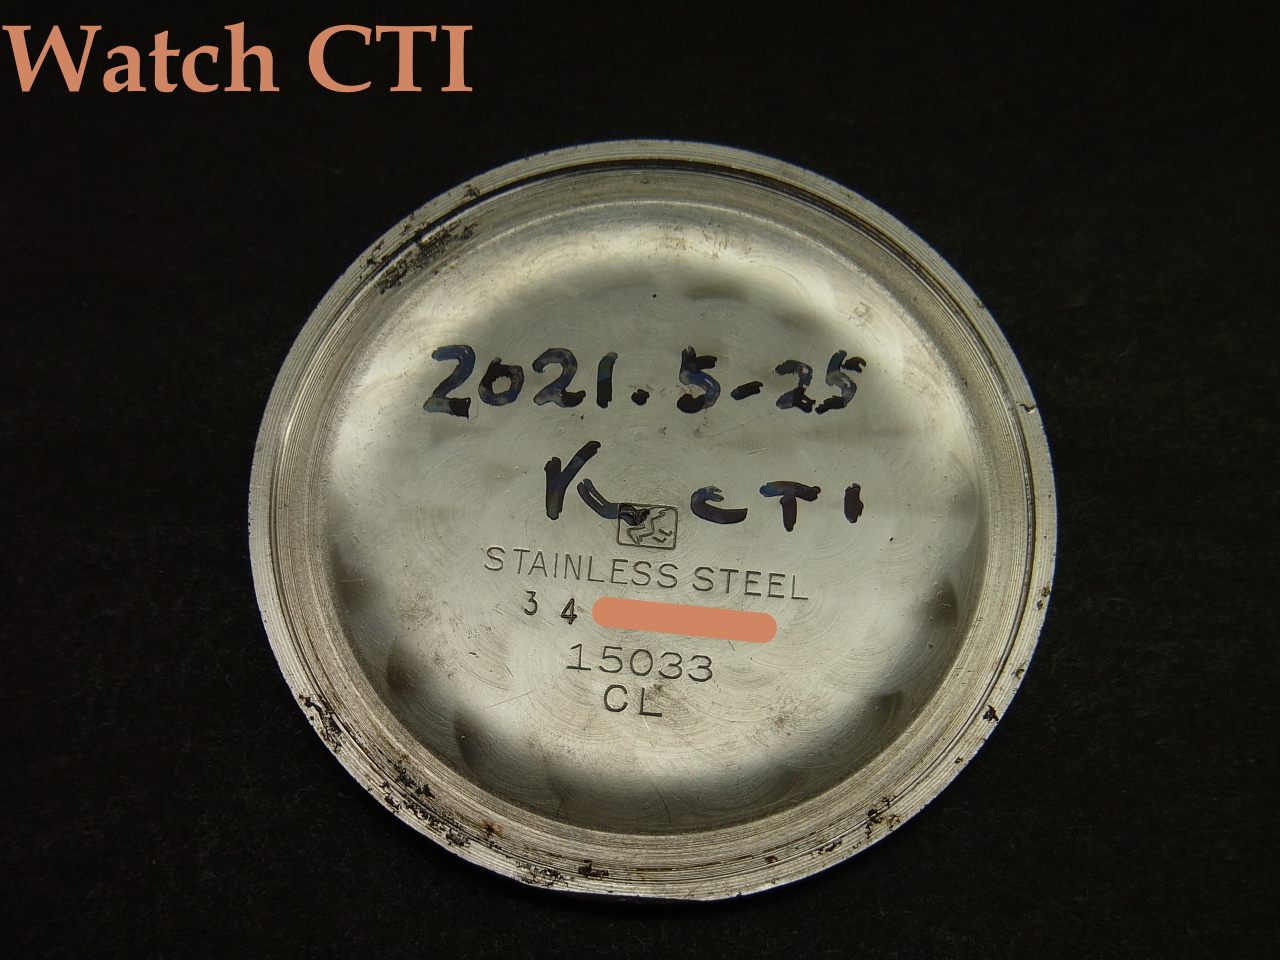 Watch CTI
2021.5-25
K CTI
STAINLESS STEEL
3 4
15033
CL